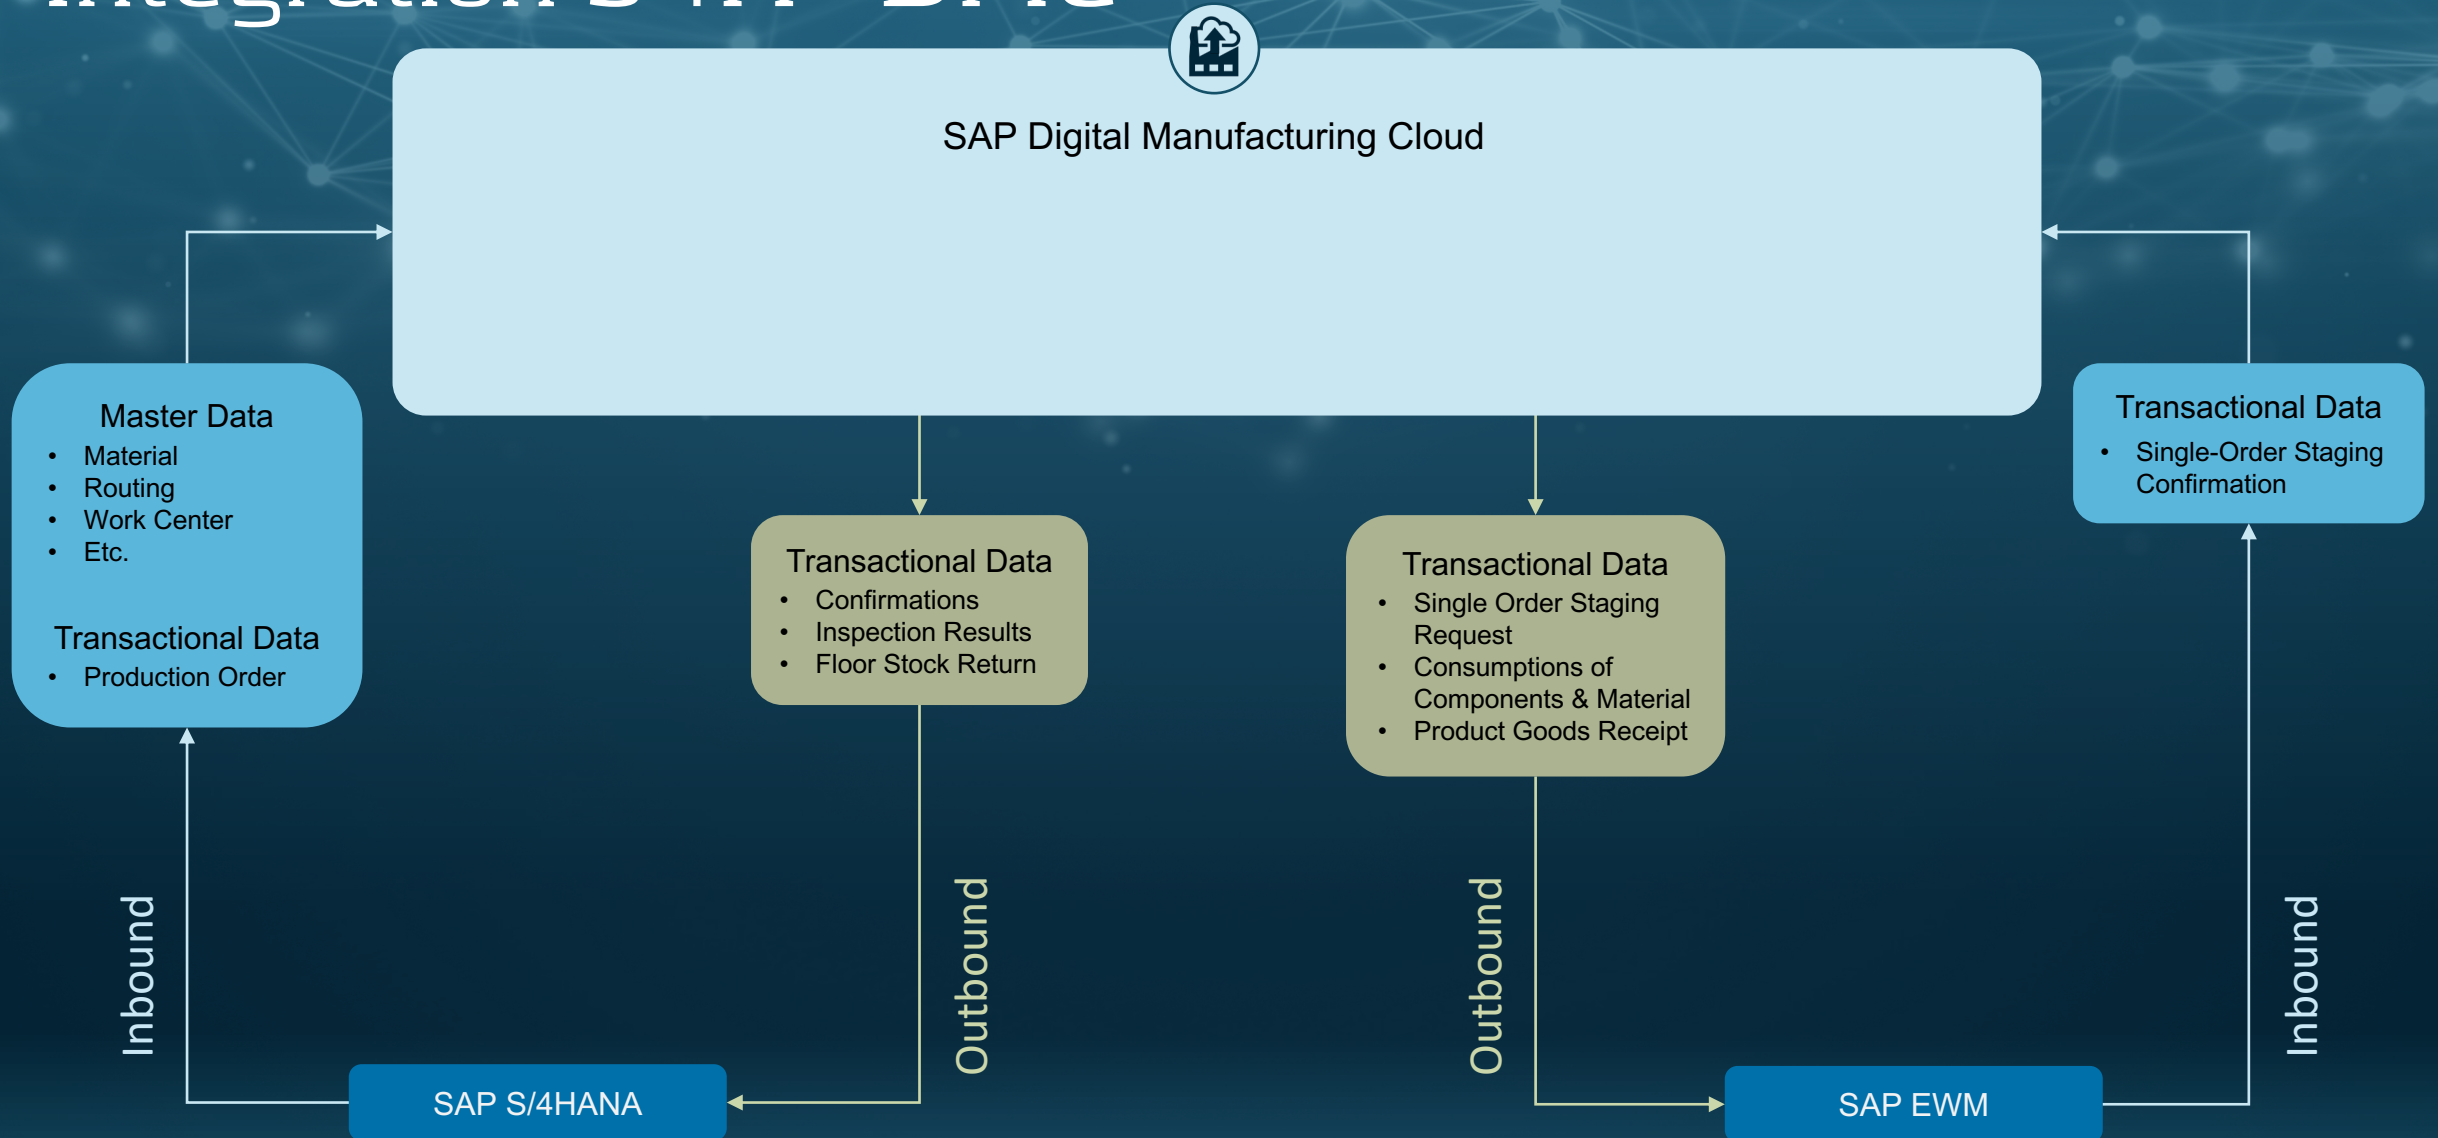 SAP Digital Manufacturing Cloud
Master Data
• Material
• Routing
• Work Center
• Etc.
Transactional Data
• Production Order
Transactional Data
• Confirmations
• Inspection Results
• Floor Stock Return
Transactional Data
• Single Order Staging
Request
• Consumptions of
Components & Material
• Product Goods Receipt
Transactional Data
• Single-Order Staging
Confirmation
Inbound
Outbound
Outbound
Inbound
SAP S/4HANA
SAP EWM